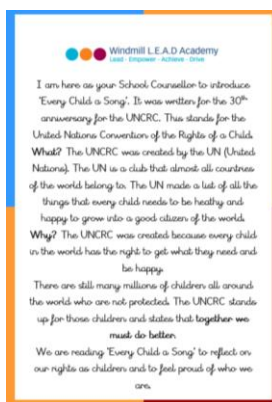 Windmill L.E.A.D Academy
Lead - Empower - Achieve - Drive
I am here as your School Counsellor to introduce
'Every Child a Song'. It was written for the 30th
anniversary for the UNCRC. This stands for the
United Nations Convention of the Rights of a Child.
What? The UNCRC was created by the UN (United
Nations). The UN is a club that almost all countries
of the world belong to. The UN made a list of all the
things that every child needs to be heathy and
happy to grow into a good citizen of the world.
Why? The UNCRC was created because every child
in the world has the right to get what they need and
be happy.
There are still many millions of children all around
the world who are not protected. The UNCRC stands
up for those children and states that together we
must do better.
We are reading 'Every Child a Song' to reflect on
our rights as children and to feel proud of who we
are.